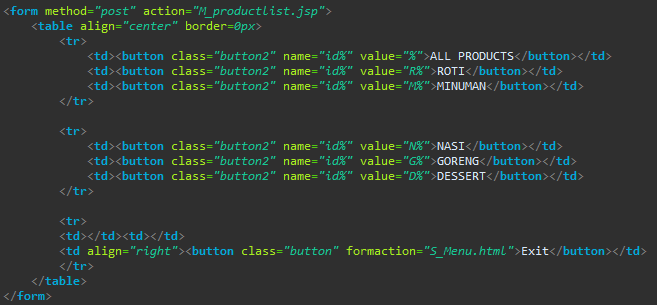 <form method="post" action="M_productlist.jsp">
    <table align="center" border=0px>
        <tr>
            <td><button class="button2" name="id%" value="%">ALL PRODUCTS</button></td>
            <td><button class="button2" name="id%" value="R%">ROTI</button></td>
            <td><button class="button2" name="id%" value="M%">MINUMAN</button></td>
        </tr>

        <tr>
            <td><button class="button2" name="id%" value="N%">NASI</button></td>
            <td><button class="button2" name="id%" value="G%">GORENG</button></td>
            <td><button class="button2" name="id%" value="D%">DESSERT</button></td>
        </tr>

        <tr>
        <td></td><td></td>
        <td align="right"><button class="button" formaction="S_Menu.html">Exit</button></td>
        </tr>
    </table>
</form>